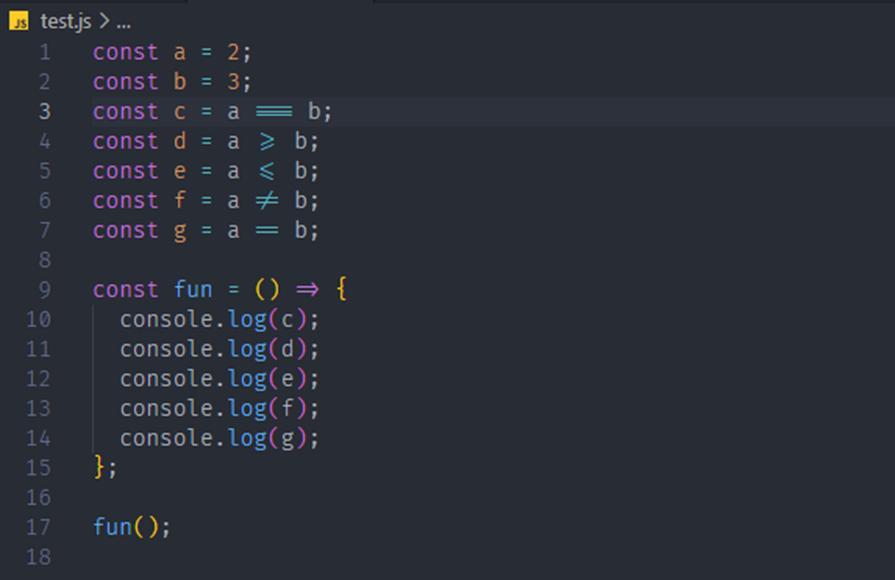 JS test.js > ...
1 const a = 2;
2 const b = 3;
3 const c = a === b;
4 const d = a >= b;
5 const e = a <= b;
6 const f = a != b;
7 const g = a == b;
8
9 const fun = () => {
10 console.log(c);
11 console.log(d);
12 console.log(e);
13 console.log(f);
14 console.log(g);
15 };
16
17 fun();
18